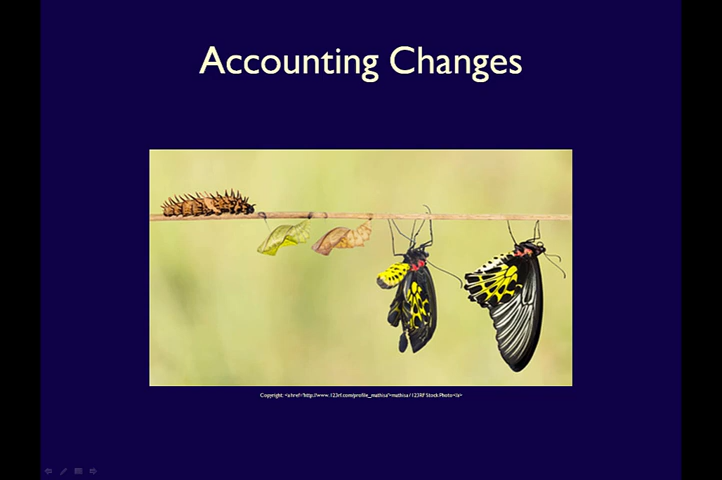 Accounting Changes
Copyright: <a href='http://www.123rf.com/profile_mathisa'>mathisa / 123RF Stock Photo</a>